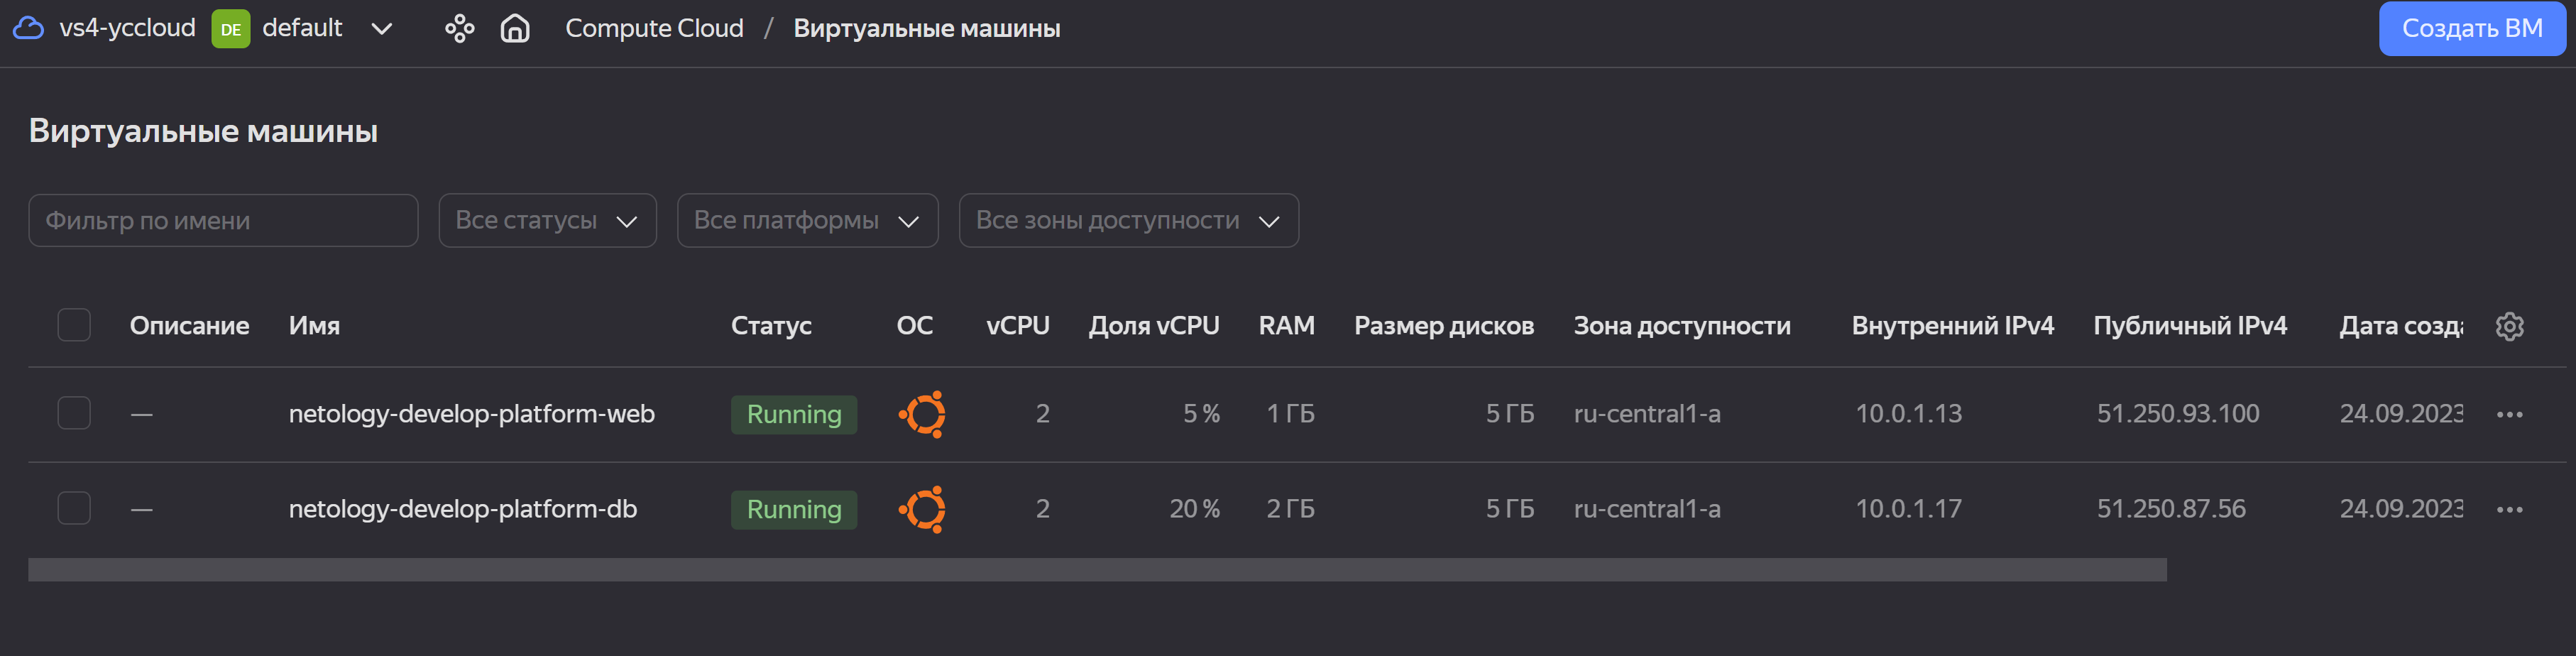 vs4-yccloud DE default Compute Cloud / Виртуальные машины Создать ВМ
Виртуальные машины
Фильтр по имени Все статусы Все платформы Все зоны доступности
Описание Имя Статус ОС vCPU Доля vCPU RAM Размер дисков Зона доступности Внутренний IPv4 Публичный IPv4 Дата созда
— netology-develop-platform-web Running 2 5 % 1 ГБ 5 ГБ ru-central1-a 10.0.1.13 51.250.93.100 24.09.2023
— netology-develop-platform-db Running 2 20 % 2 ГБ 5 ГБ ru-central1-a 10.0.1.17 51.250.87.56 24.09.2023